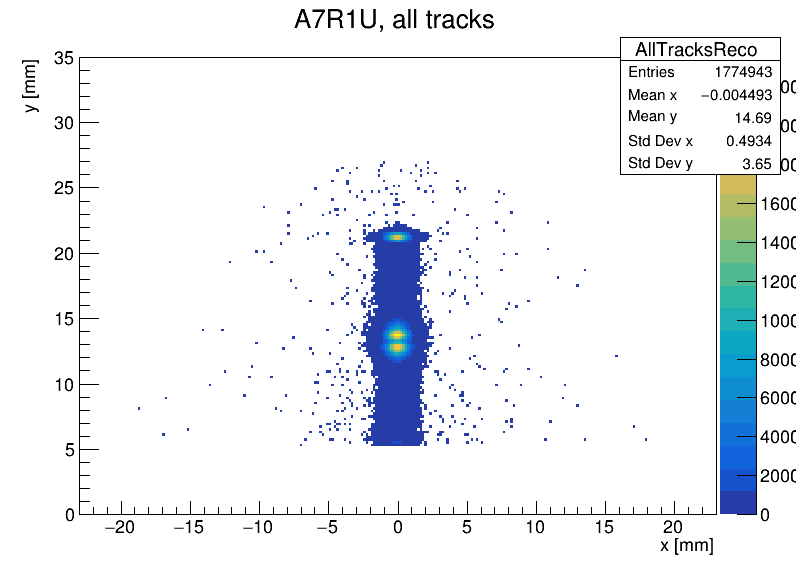 A7R1U, all tracks
AllTracksReco
Entries 1774943
Mean x −0.004493
Mean y 14.69
Std Dev x 0.4934
Std Dev y 3.65
y [mm]
35
30
25
20
15
10
5
0
−20 −15 −10 −5 0 5 10 15 20
x [mm]
1600
1400
1200
1000
8000
6000
4000
2000
0